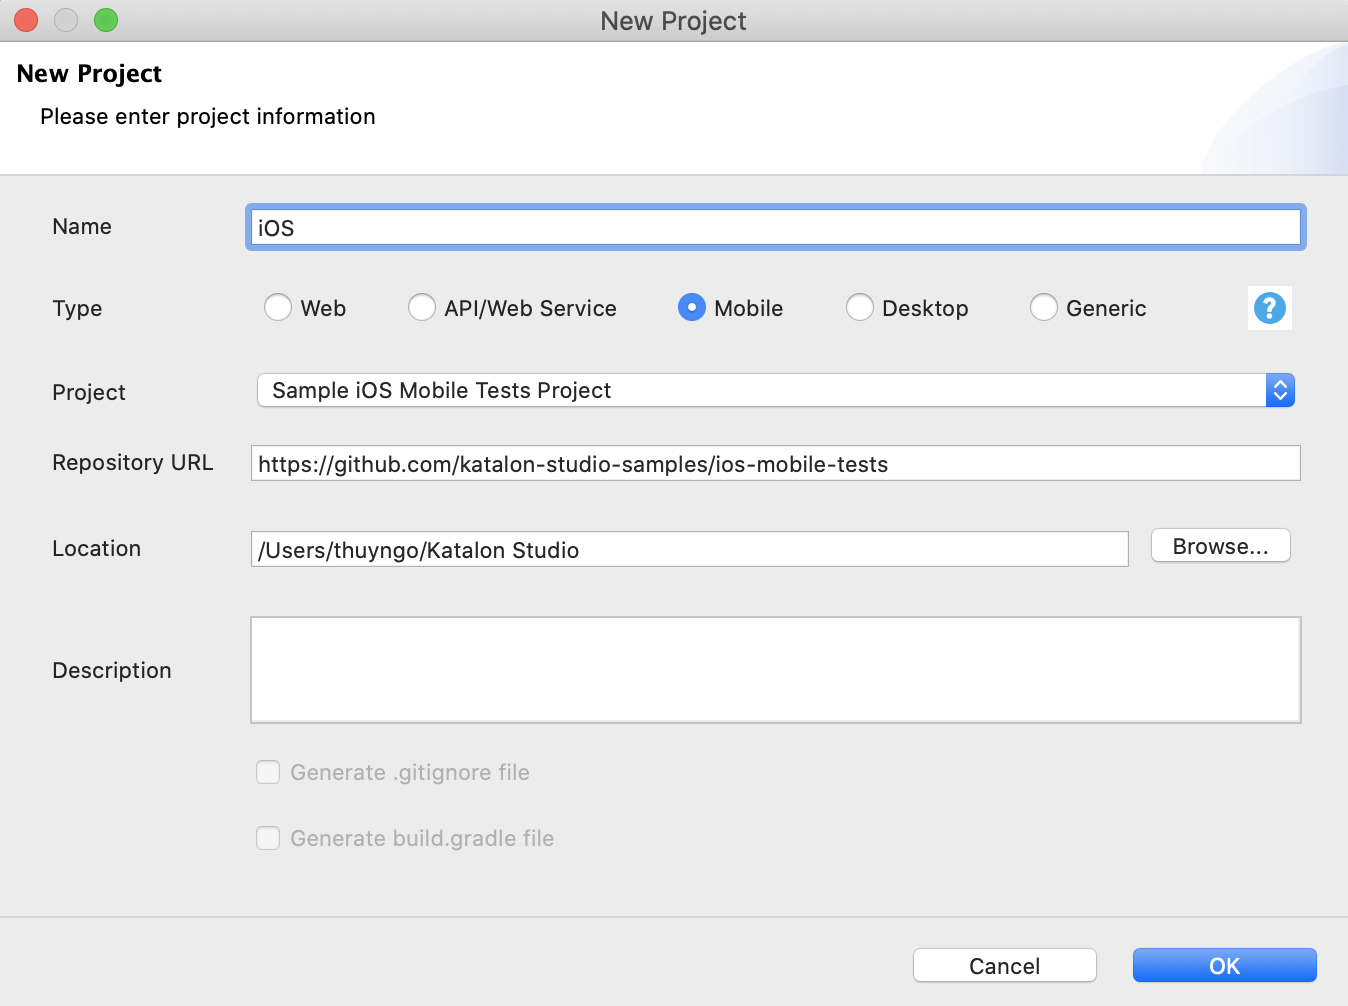 New Project
New Project
Please enter project information
Name iOS
Type Web API/Web Service Mobile Desktop Generic ?
Project Sample iOS Mobile Tests Project
Repository URL https://github.com/katalon-studio-samples/ios-mobile-tests
Location /Users/thuyngo/Katalon Studio Browse...
Description
Generate .gitignore file
Generate build.gradle file
Cancel OK